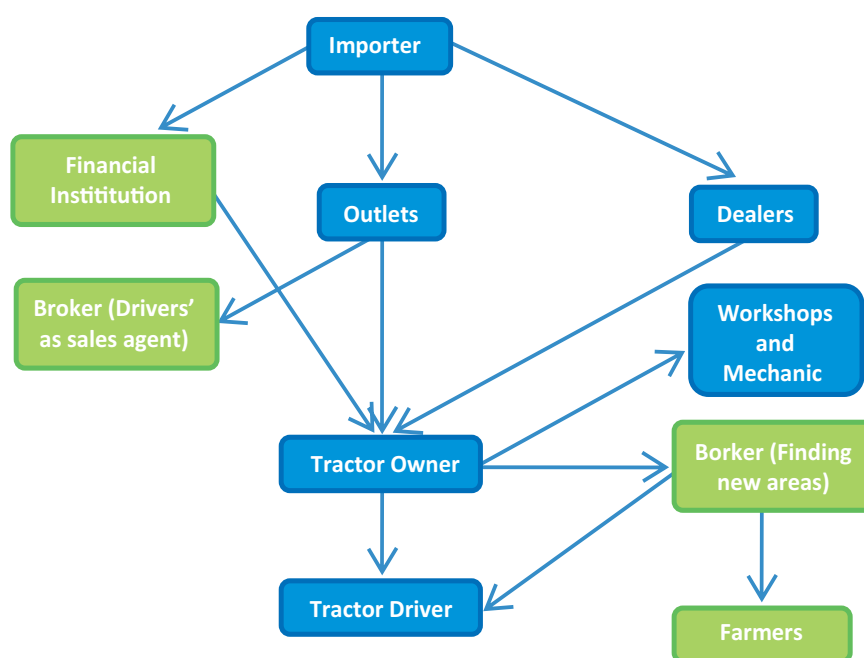 Importer
Financial
Instititution
Outlets
Dealers
Broker (Drivers’
as sales agent)
Workshops
and
Mechanic
Tractor Owner
Borker (Finding
new areas)
Tractor Driver
Farmers